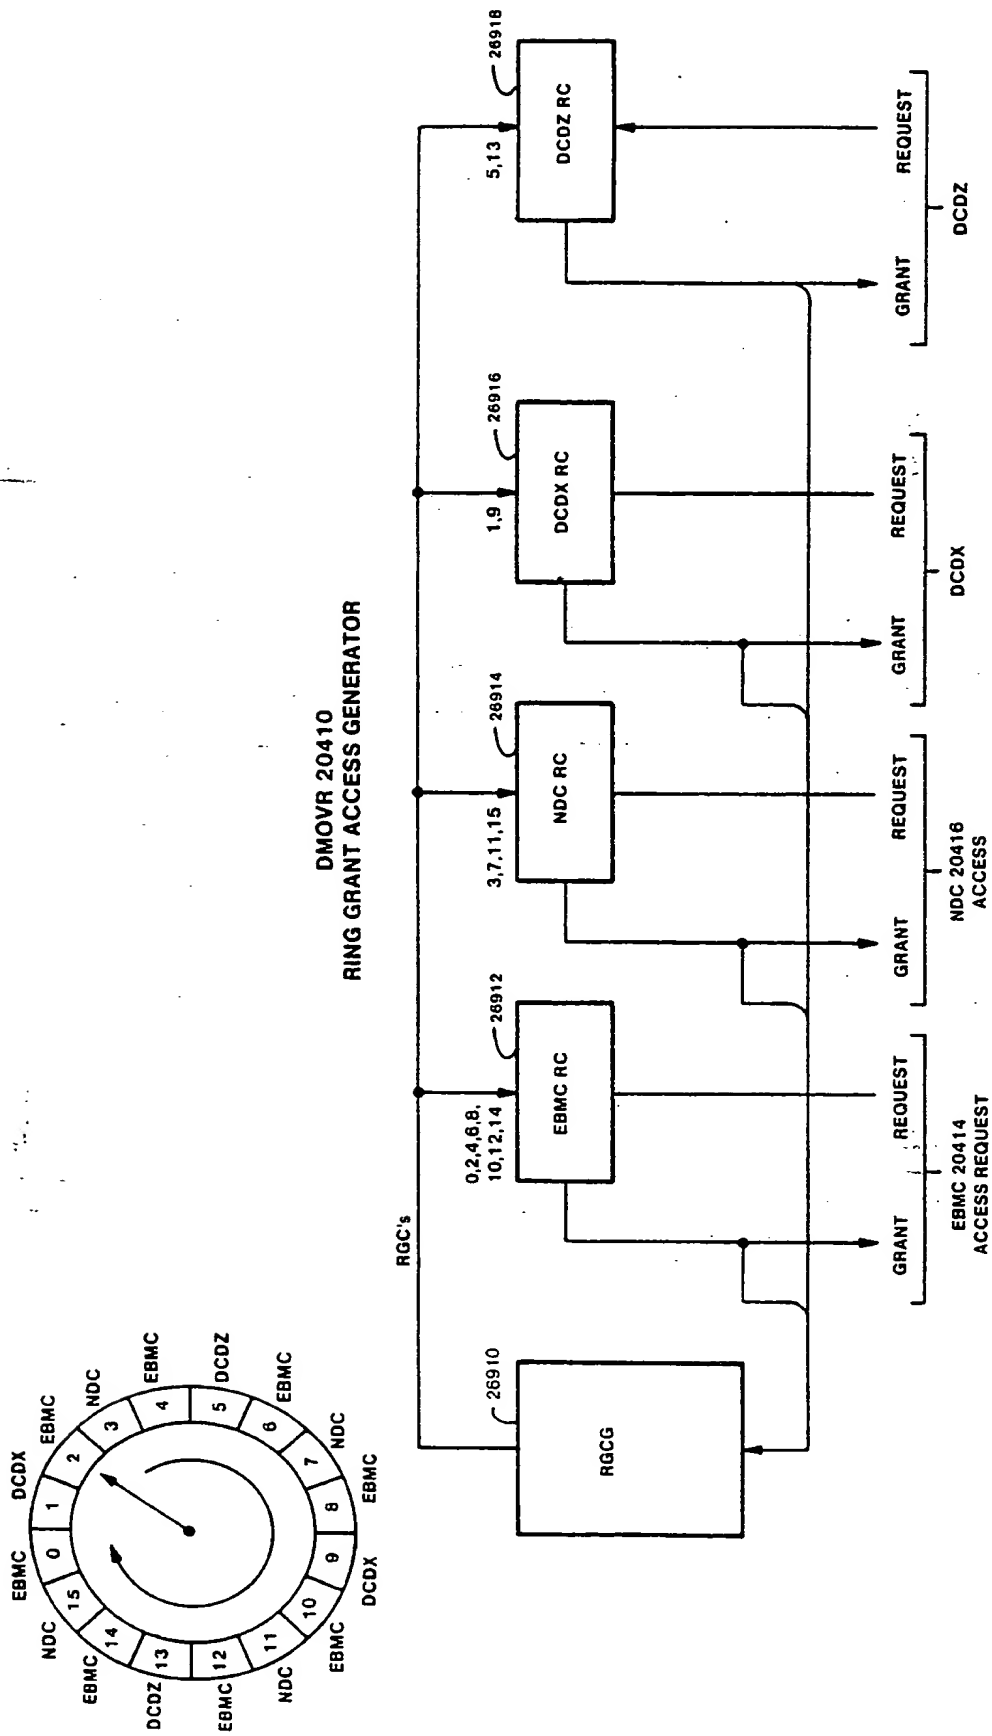 DMOVR 20410
RING GRANT ACCESS GENERATOR
EBMC
DCDX
EBMC
NDC
EBMC
DCDZ
EBMC
NDC
EBMC
DCDX
EBMC
NDC
EBMC
DCDZ
EBMC
NDC
0
1
2
3
4
5
6
7
8
9
10
11
12
13
14
15
RGC's
26910
RGCG
0,2,4,6,8,
10,12,14
26912
EBMC RC
3,7,11,15
26914
NDC RC
1,9
26916
DCDX RC
5,13
26918
DCDZ RC
GRANT
REQUEST
EBMC 20414
ACCESS REQUEST
GRANT
REQUEST
NDC 20416
ACCESS
GRANT
REQUEST
DCDX
GRANT
REQUEST
DCDZ